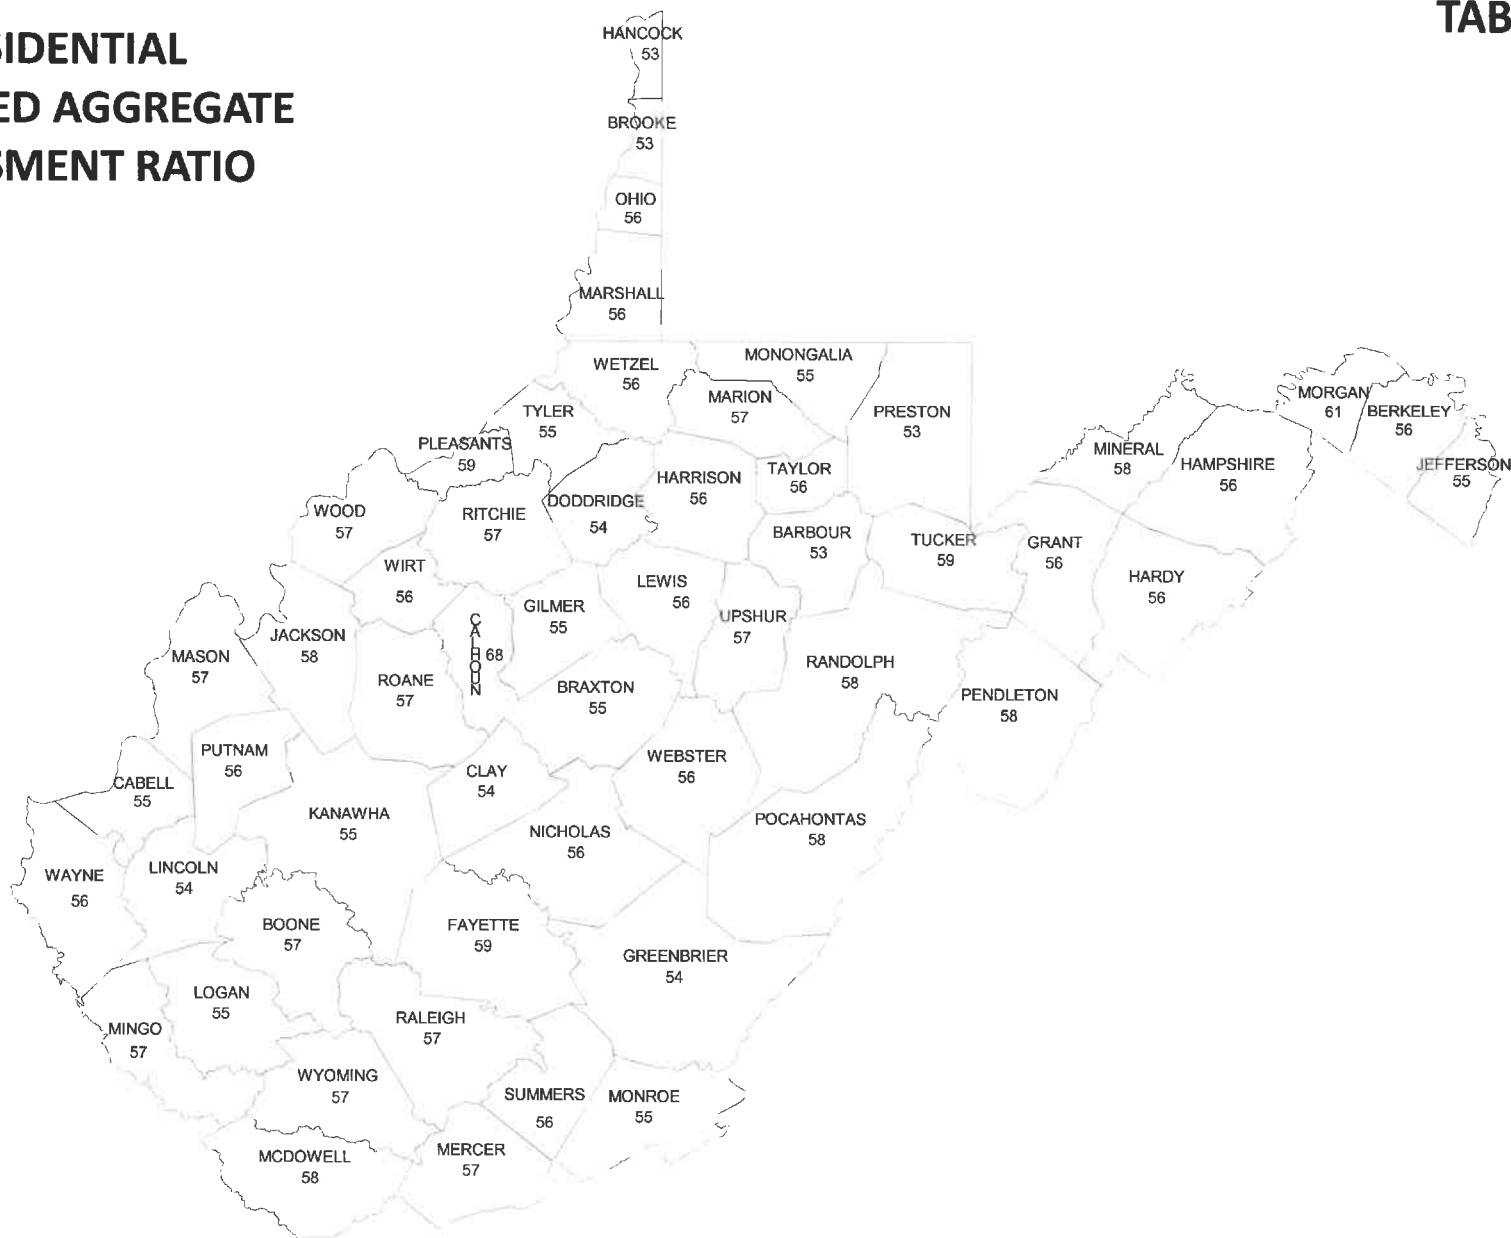 SIDENTIAL
ED AGGREGATE
SMENT RATIO
TAB
HANCOCK
53
BROOKE
53
OHIO
56
MARSHALL
56
WETZEL
56
MONONGALIA
55
MARION
57
PRESTON
53
TYLER
55
PLEASANTS
59
MORGAN
61
BERKELEY
56
JEFFERSON
55
MINERAL
58
HAMPSHIRE
56
HARRISON
56
TAYLOR
56
DODDRIDGE
54
RITCHIE
57
WOOD
57
BARBOUR
53
TUCKER
59
GRANT
56
HARDY
56
WIRT
56
LEWIS
56
GILMER
55
UPSHUR
57
CALHOUN 68
JACKSON
58
MASON
57
ROANE
57
BRAXTON
55
RANDOLPH
58
PENDLETON
58
PUTNAM
56
WEBSTER
56
CLAY
54
CABELL
55
KANAWHA
55
NICHOLAS
56
POCAHONTAS
58
LINCOLN
54
WAYNE
56
BOONE
57
FAYETTE
59
GREENBRIER
54
LOGAN
55
MINGO
57
RALEIGH
57
WYOMING
57
SUMMERS
56
MONROE
55
MCDOWELL
58
MERCER
57